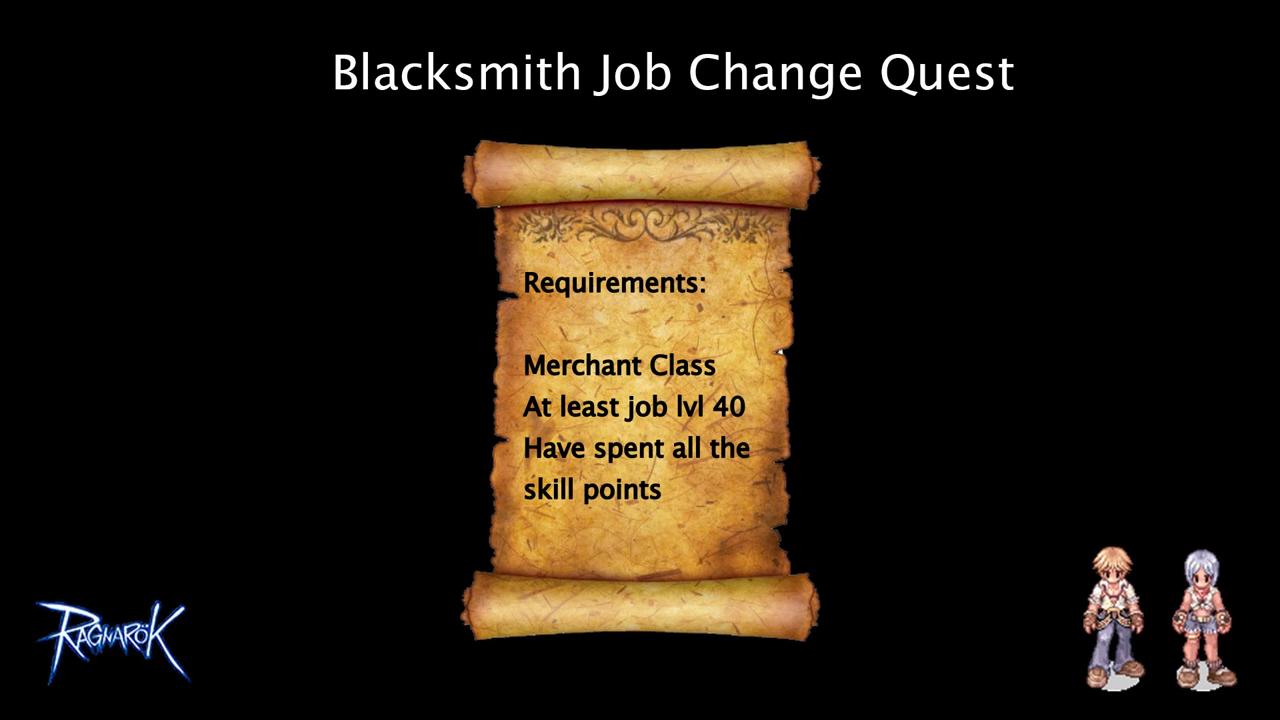 Blacksmith Job Change Quest
Requirements:
Merchant Class
At least job lvl 40
Have spent all the
skill points
RAGNARÖK